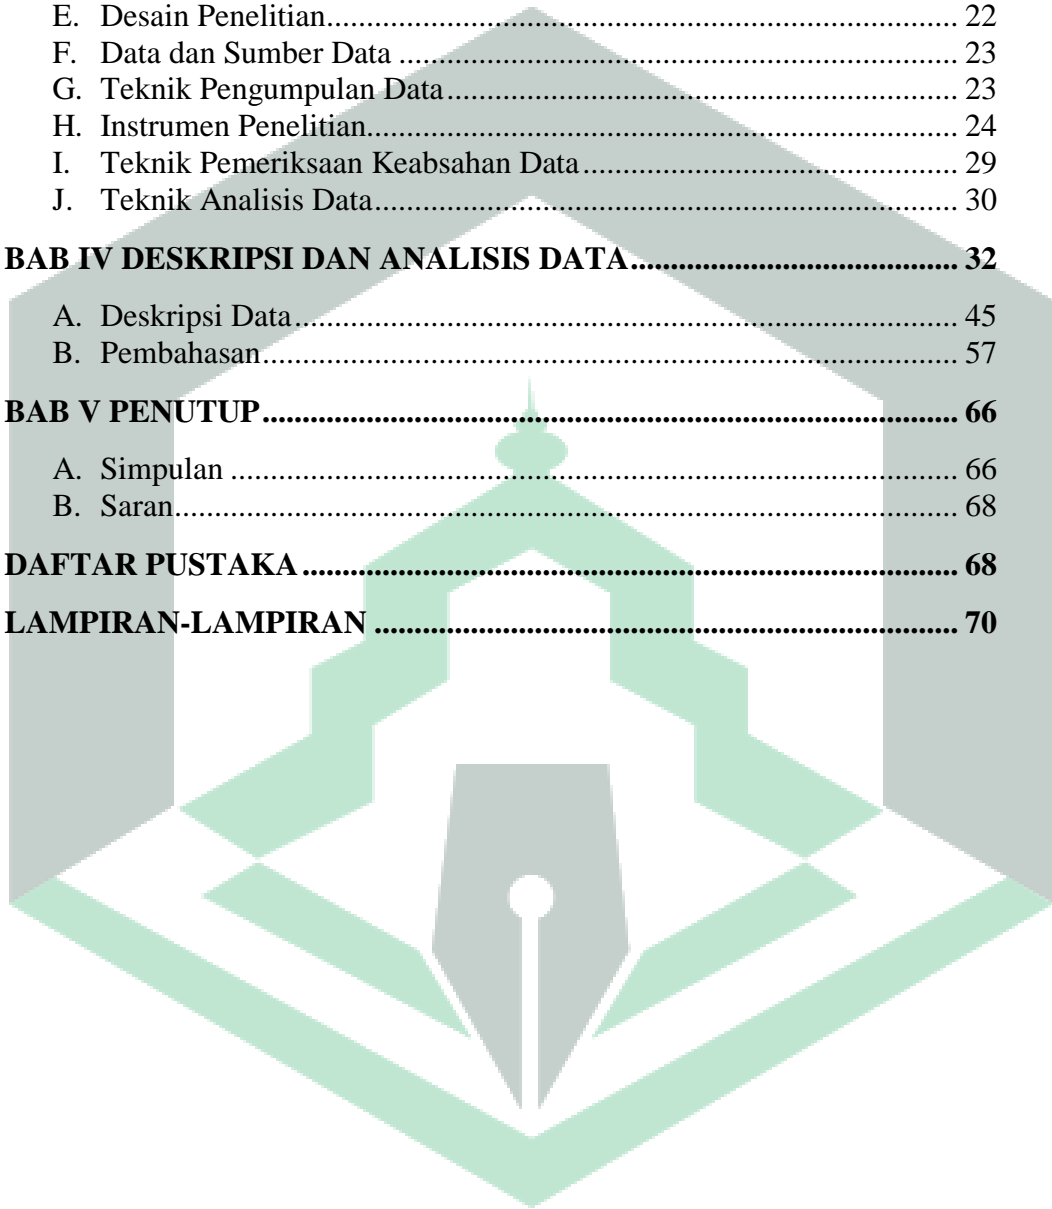 E. Desain Penelitian.................................................................................. 22
F. Data dan Sumber Data ........................................................................ 23
G. Teknik Pengumpulan Data.................................................................. 23
H. Instrumen Penelitian............................................................................ 24
I. Teknik Pemeriksaan Keabsahan Data................................................. 29
J. Teknik Analisis Data........................................................................... 30
BAB IV DESKRIPSI DAN ANALISIS DATA.......................................... 32
A. Deskripsi Data...................................................................................... 45
B. Pembahasan.......................................................................................... 57
BAB V PENUTUP......................................................................................... 66
A. Simpulan .............................................................................................. 66
B. Saran..................................................................................................... 68
DAFTAR PUSTAKA .................................................................................... 68
LAMPIRAN-LAMPIRAN ........................................................................... 70